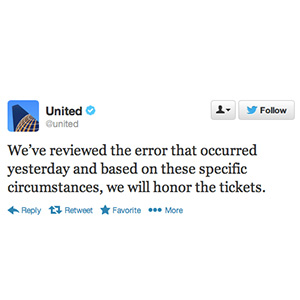 United
@united
Follow
We've reviewed the error that occurred
yesterday and based on these specific
circumstances, we will honor the tickets.
Reply Retweet Favorite More